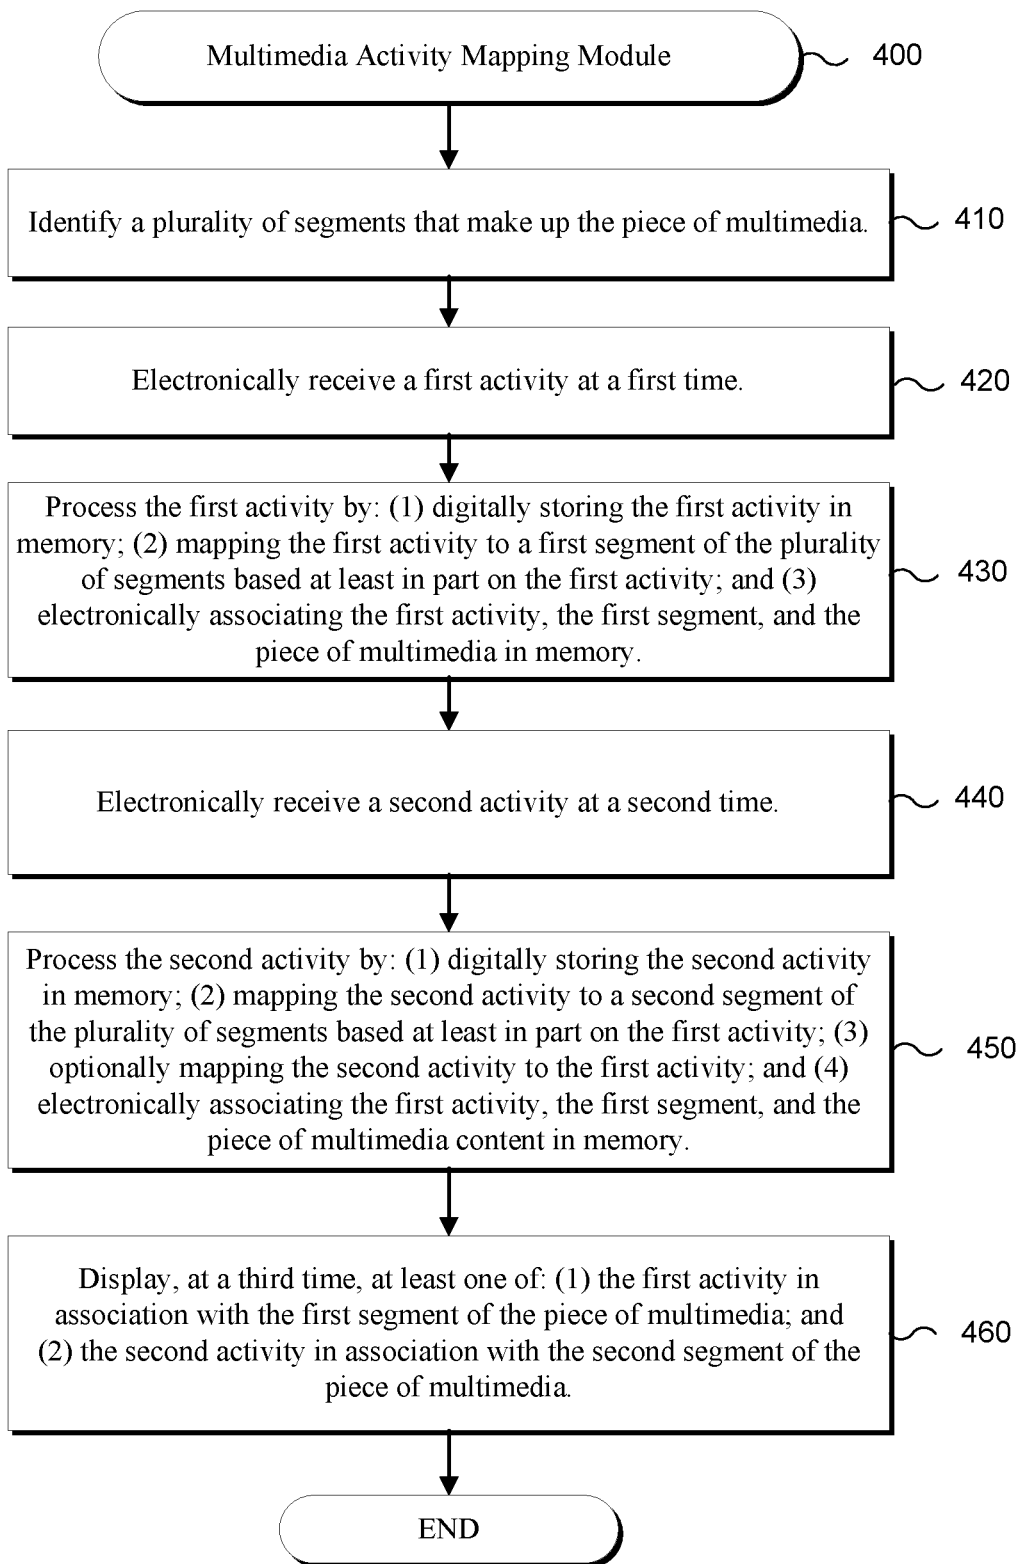 Multimedia Activity Mapping Module
400
Identify a plurality of segments that make up the piece of multimedia.
410
Electronically receive a first activity at a first time.
420
Process the first activity by: (1) digitally storing the first activity in
memory; (2) mapping the first activity to a first segment of the plurality
of segments based at least in part on the first activity; and (3)
electronically associating the first activity, the first segment, and the
piece of multimedia in memory.
430
Electronically receive a second activity at a second time.
440
Process the second activity by: (1) digitally storing the second activity
in memory; (2) mapping the second activity to a second segment of
the plurality of segments based at least in part on the first activity; (3)
optionally mapping the second activity to the first activity; and (4)
electronically associating the first activity, the first segment, and the
piece of multimedia content in memory.
450
Display, at a third time, at least one of: (1) the first activity in
association with the first segment of the piece of multimedia; and
(2) the second activity in association with the second segment of the
piece of multimedia.
460
END